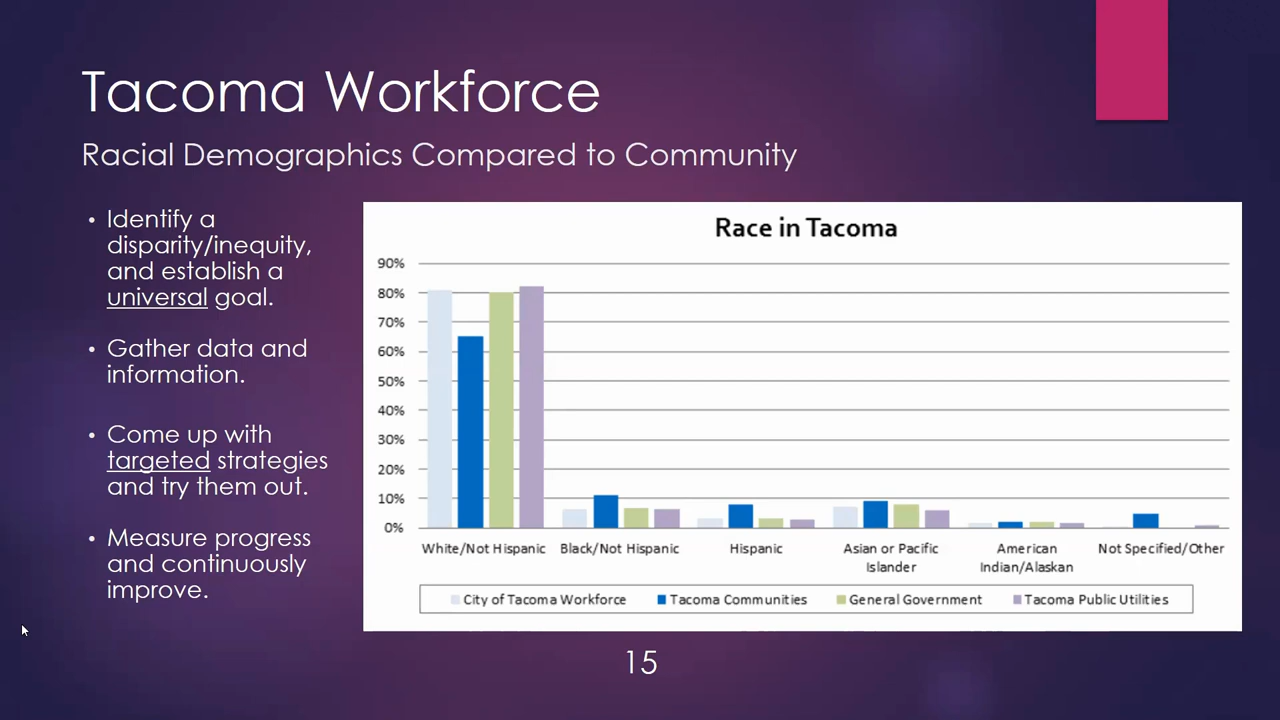 Tacoma Workforce
Racial Demographics Compared to Community
• Identify a
disparity/inequity,
and establish a
universal goal.
• Gather data and
information.
• Come up with
targeted strategies
and try them out.
• Measure progress
and continuously
improve.
Race in Tacoma
90%
80%
70%
60%
50%
40%
30%
20%
10%
0%
White/Not Hispanic
Black/Not Hispanic
Hispanic
Asian or Pacific
Islander
American
Indian/Alaskan
Not Specified/Other
City of Tacoma Workforce
Tacoma Communities
General Government
Tacoma Public Utilities
15